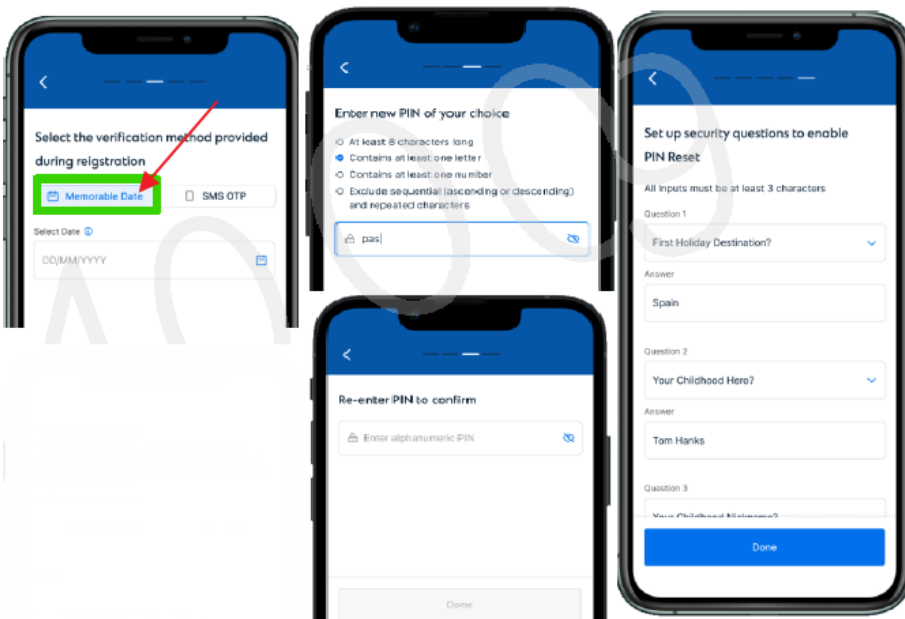 Select the verification method provided
during reigstration
Memorable Date
SMS OTP
Select Date
DD/MM/YYYY
Enter new PIN of your choice
At least 8 characters long
Contains at least one letter
Contains at least one number
Exclude sequential (ascending or descending)
and repeated characters
pas
Re-enter PIN to confirm
Enter alphanumeric PIN
Done
Set up security questions to enable
PIN Reset
All inputs must be at least 3 characters
Question 1
First Holiday Destination?
Answer
Spain
Question 2
Your Childhood Hero?
Answer
Tom Hanks
Question 3
Your Childhood Nickname?
Done